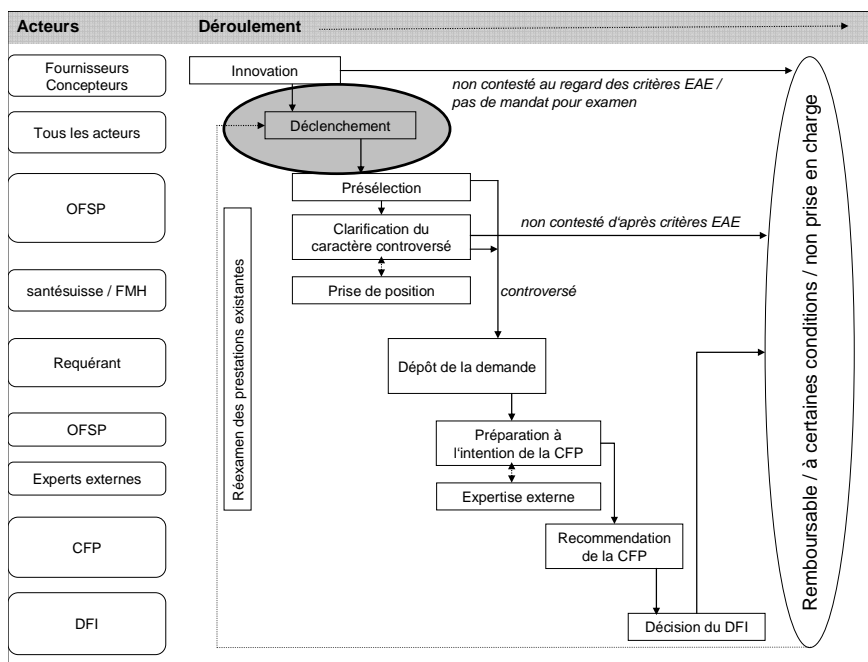 Acteurs
Déroulement
Fournisseurs
Concepteurs
Innovation
non contesté au regard des critères EAE /
pas de mandat pour examen
Tous les acteurs
Déclenchement
OFSP
Présélection
Clarification du
caractère controversé
non contesté d‘après critères EAE
santésuisse / FMH
Prise de position
controversé
Requérant
Dépôt de la demande
OFSP
Préparation à
l‘intention de la CFP
Experts externes
Expertise externe
CFP
Recommendation
de la CFP
DFI
Décision du DFI
Réexamen des prestations existantes
Remboursable / à certaines conditions / non prise en charge